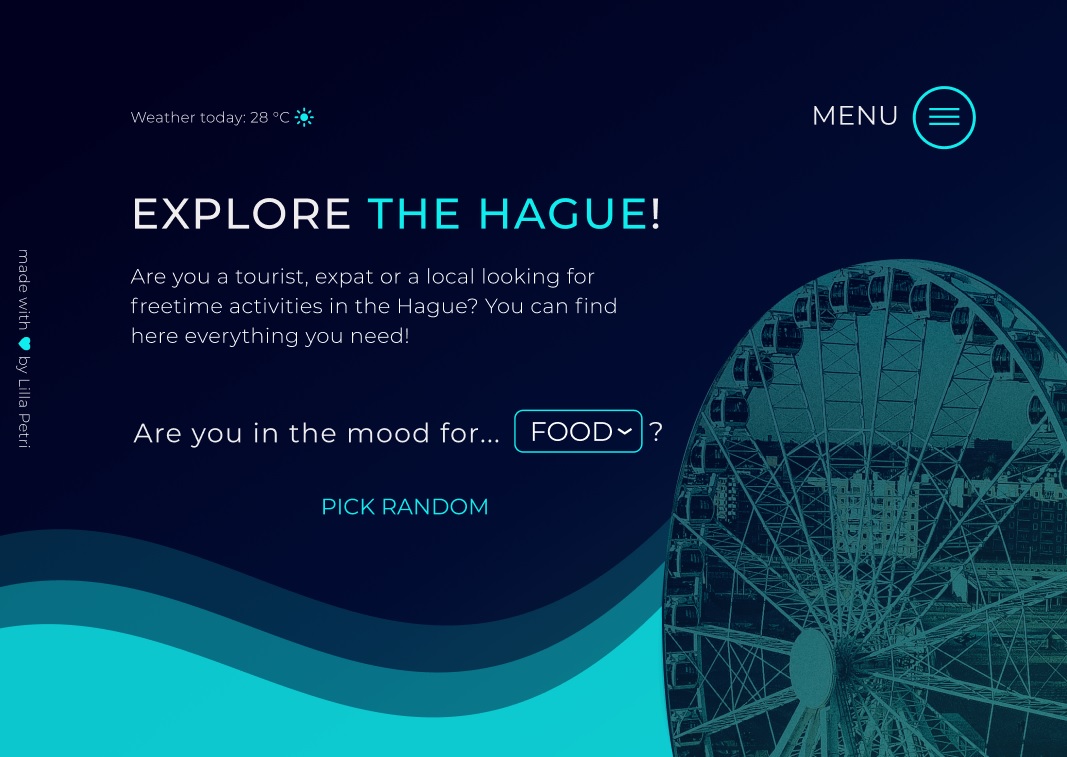 Weather today: 28 °C
MENU
EXPLORE THE HAGUE!
Are you a tourist, expat or a local looking for
freetime activities in the Hague? You can find
here everything you need!
Are you in the mood for... FOOD ?
PICK RANDOM
made with ♥ by Lilla Petri